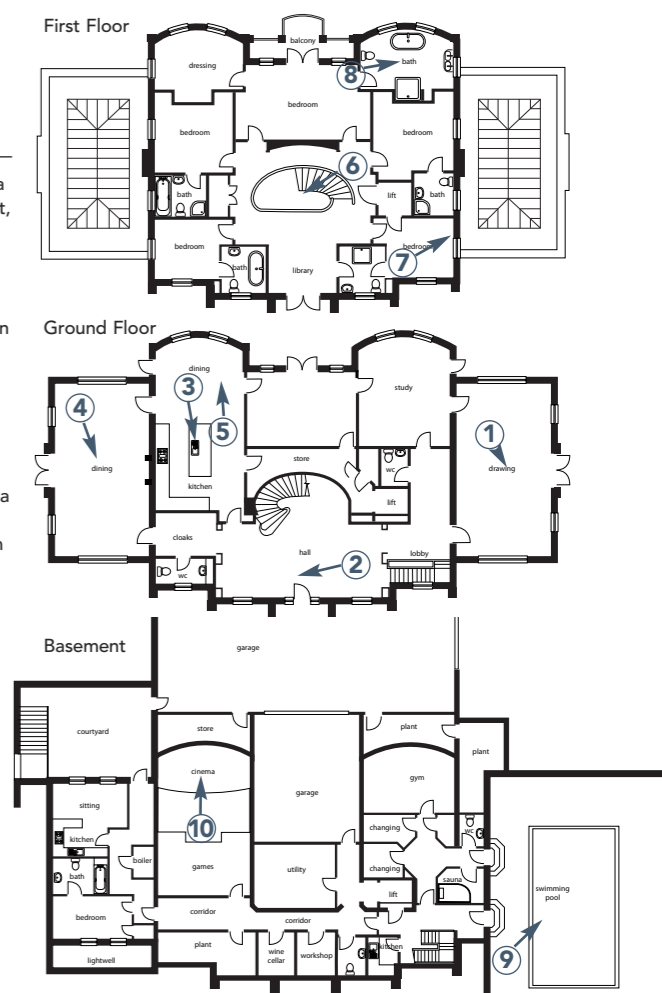 First Floor
balcony
dressing
bath
8
bedroom
bedroom
bedroom
6
a
t,
bath
lift
bath
bedroom
bedroom
7
bath
library
n
Ground Floor
dining
3
study
4
5
1
dining
store
drawing
kitchen
wc
a
lift
n
cloaks
hall
lobby
wc
2
Basement
garage
courtyard
store
plant
plant
cinema
gym
garage
sitting
10
changing
wc
kitchen
boiler
games
utility
changing
bath
sauna
swimming
pool
lift
bedroom
corridor
corridor
plant
wine
cellar
workshop
kitchen
lightwell
9